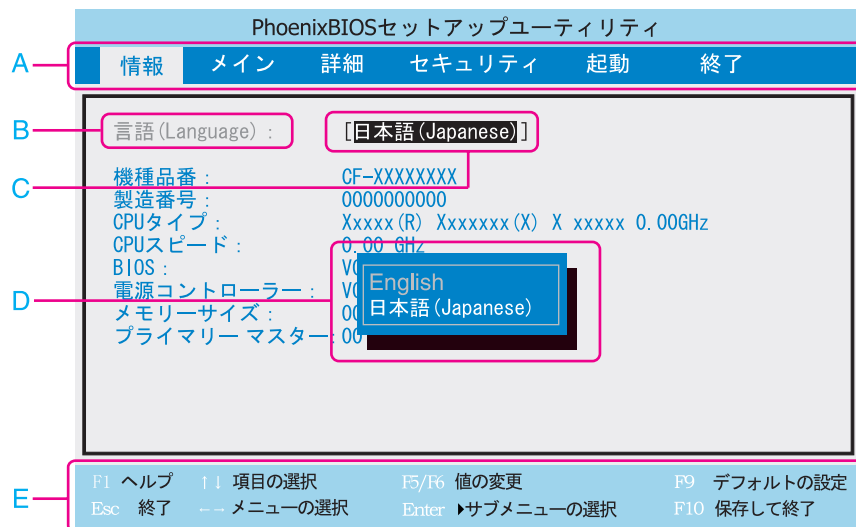 PhoenixBIOSセットアップユーティリティ
A
情報 メイン 詳細 セキュリティ 起動 終了
B
言語(Language) : [日本語(Japanese)]
C
機種品番 : CF-XXXXXXXX
製造番号 : 0000000000
CPUタイプ : Xxxxx(R) Xxxxxxx(X) X xxxxx 0.00GHz
CPUスピード : 0.00 GHz
BIOS :
電源コントローラー :
メモリーサイズ :
プライマリー マスター: 00
D
English
日本語(Japanese)
E
F1 ヘルプ ↑↓ 項目の選択 F5/F6 値の変更 F9 デフォルトの設定
Esc 終了 ←→ メニューの選択 Enter ▶サブメニューの選択 F10 保存して終了